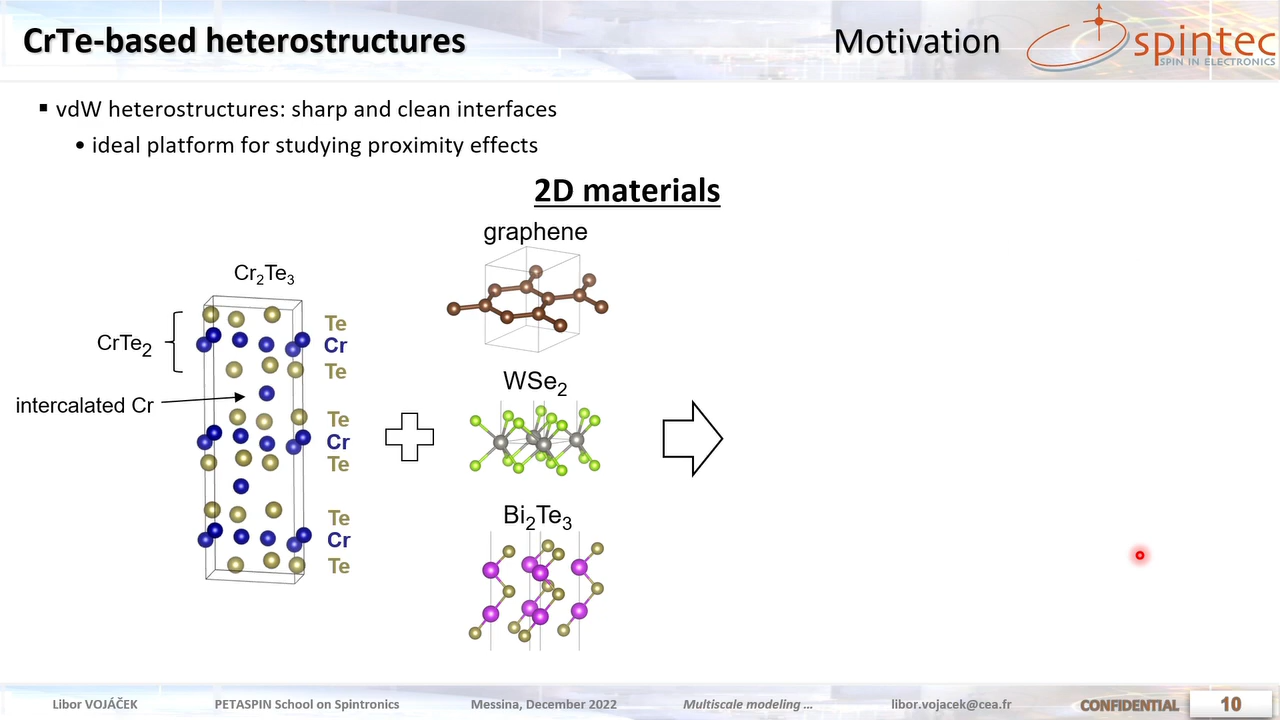 CrTe-based heterostructures
Motivation
spintec
SPIN IN ELECTRONICS
▪ vdW heterostructures: sharp and clean interfaces
• ideal platform for studying proximity effects
2D materials
graphene
Cr₂Te₃
CrTe₂
intercalated Cr
Te
Cr
Te
Te
Cr
Te
Te
Cr
Te
WSe₂
Bi₂Te₃
Libor VOJÁČEK
PETASPIN School on Spintronics
Messina, December 2022
Multiscale modeling ...
libor.vojacek@cea.fr
CONFIDENTIAL
10